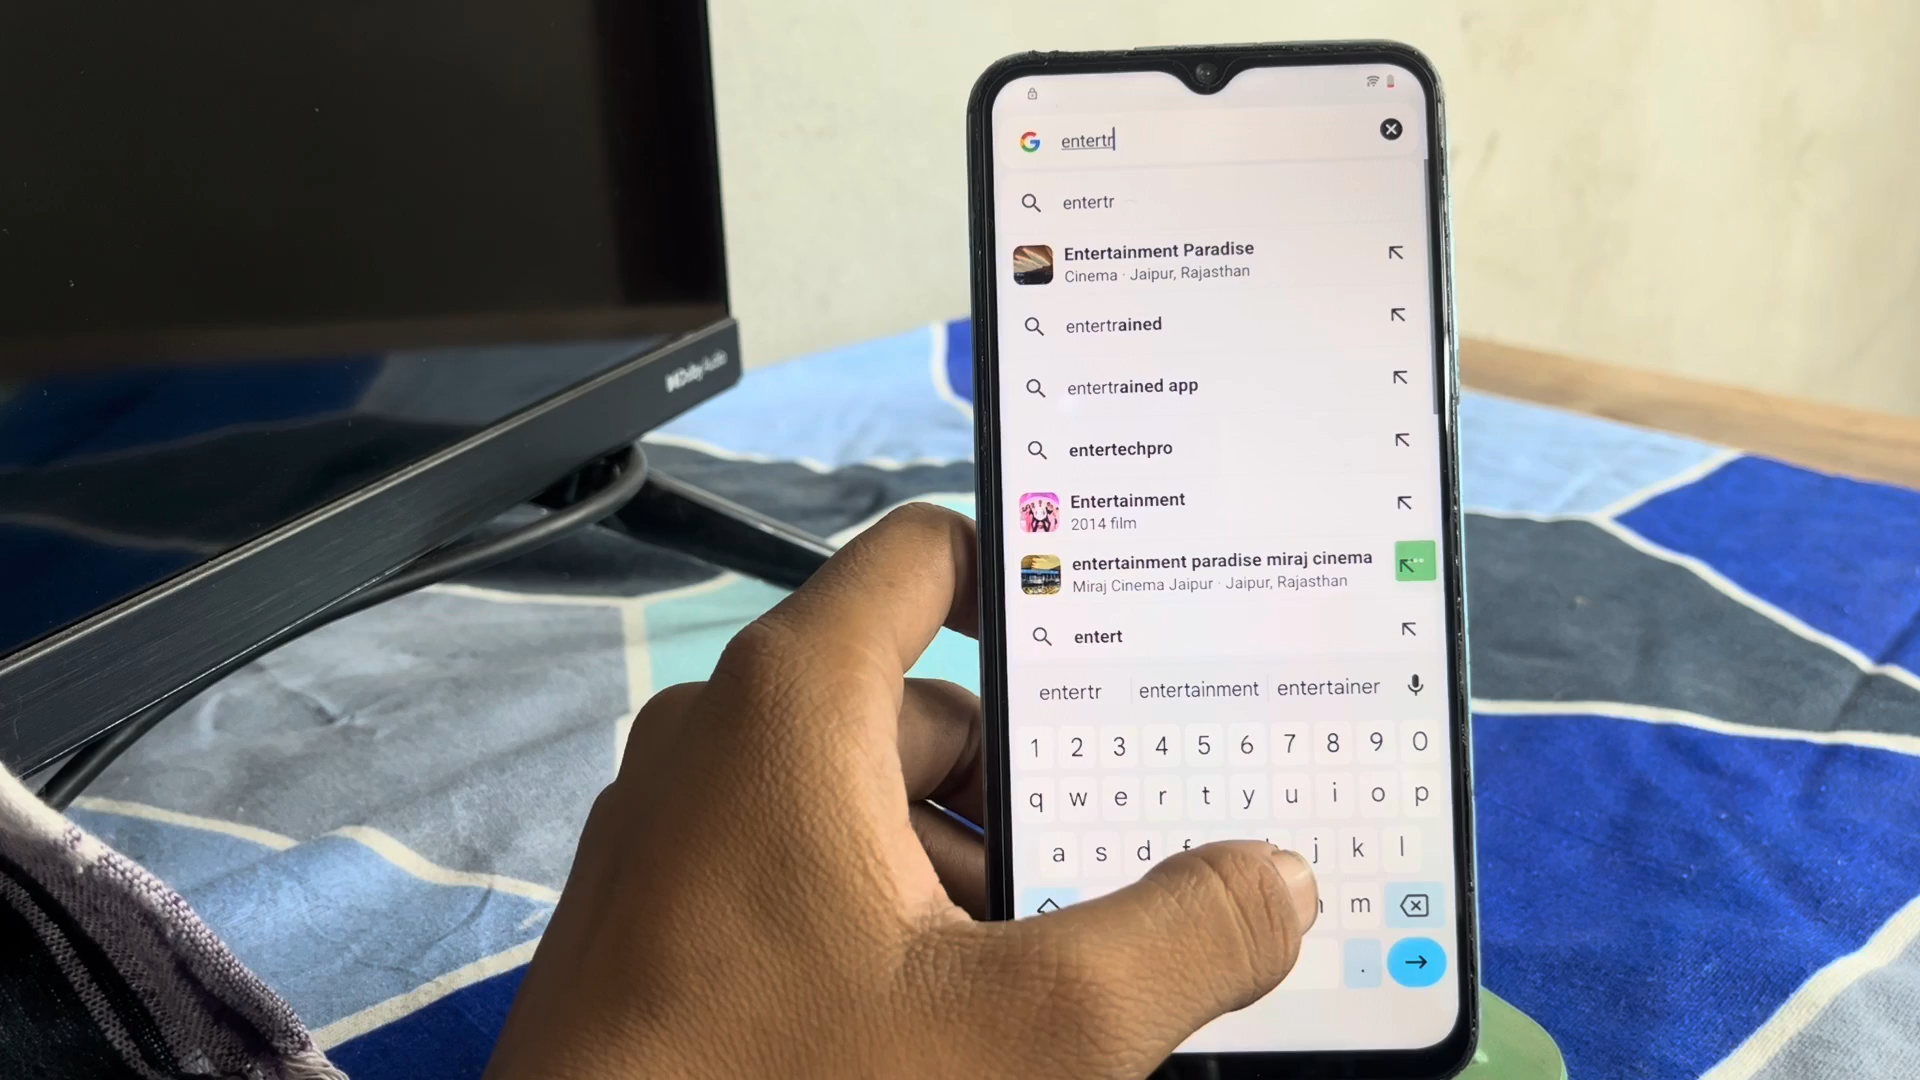 Dolby Audio
entertr
entertr
Entertainment Paradise
Cinema · Jaipur, Rajasthan
entertrained
entertrained app
entertechpro
Entertainment
2014 film
entertainment paradise miraj cinema
Miraj Cinema Jaipur · Jaipur, Rajasthan
entert
entertr entertainment entertainer
1 2 3 4 5 6 7 8 9 0
q w e r t y u i o p
a s d f j k l
m
.